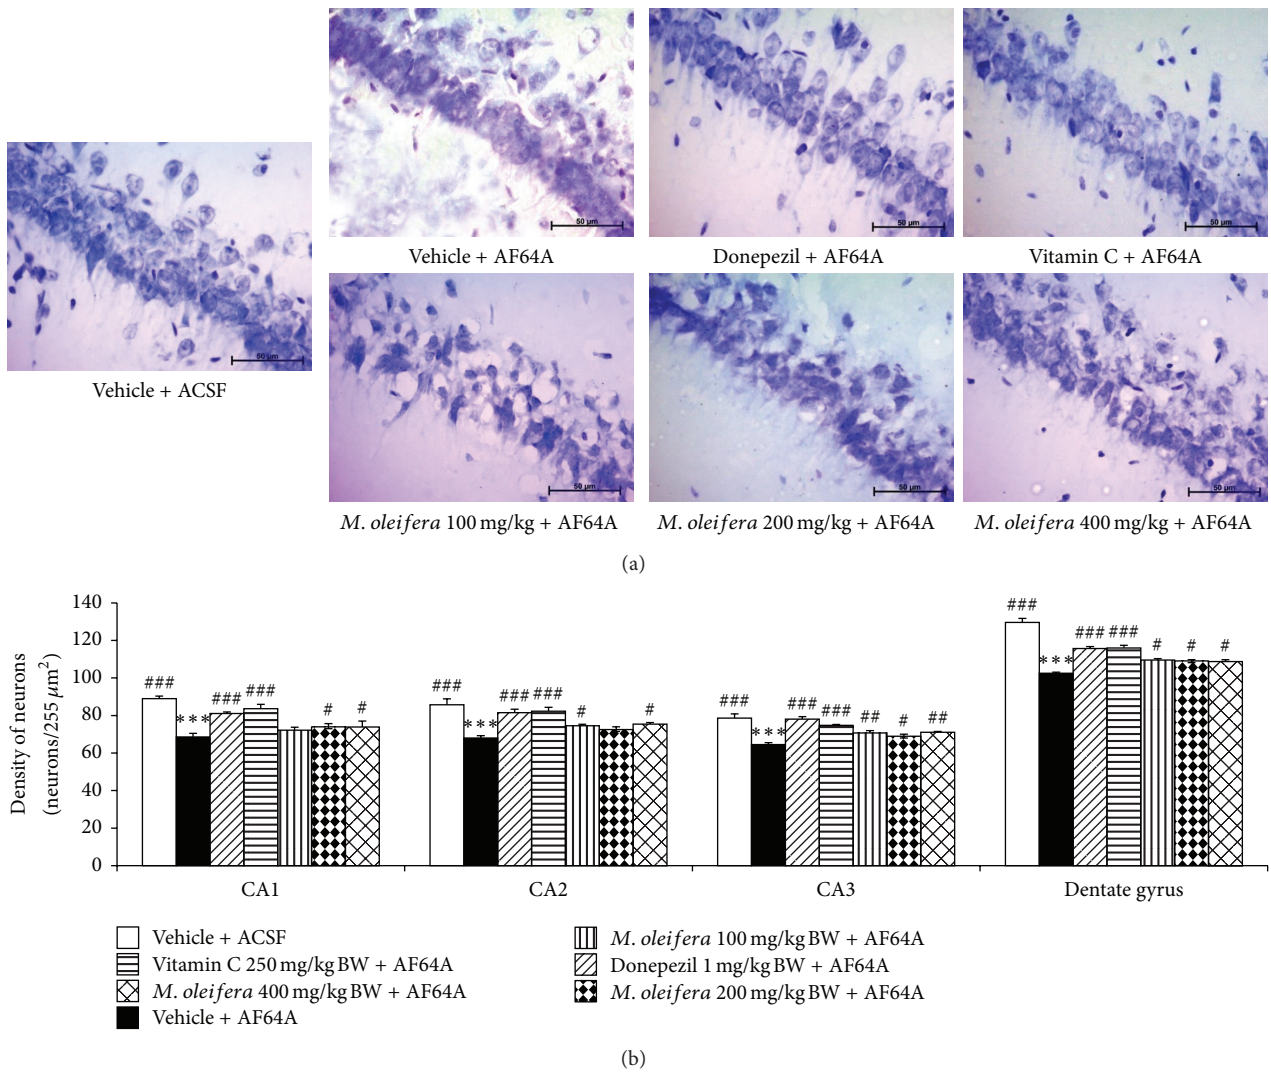 50 µm
50 µm
50 µm
Vehicle + AF64A
Donepezil + AF64A
Vitamin C + AF64A
50 µm
Vehicle + ACSF
50 µm
50 µm
50 µm
M. oleifera 100 mg/kg + AF64A
M. oleifera 200 mg/kg + AF64A
M. oleifera 400 mg/kg + AF64A
(a)
Density of neurons
(neurons/255 µm²)
140
120
100
80
60
40
20
0
### *** ### ### # #
### *** ### ### # #
### *** ### ### ## # ##
### *** ### ### # # #
CA1
CA2
CA3
Dentate gyrus
Vehicle + ACSF
Vitamin C 250 mg/kg BW + AF64A
M. oleifera 400 mg/kg BW + AF64A
Vehicle + AF64A
M. oleifera 100 mg/kg BW + AF64A
Donepezil 1 mg/kg BW + AF64A
M. oleifera 200 mg/kg BW + AF64A
(b)